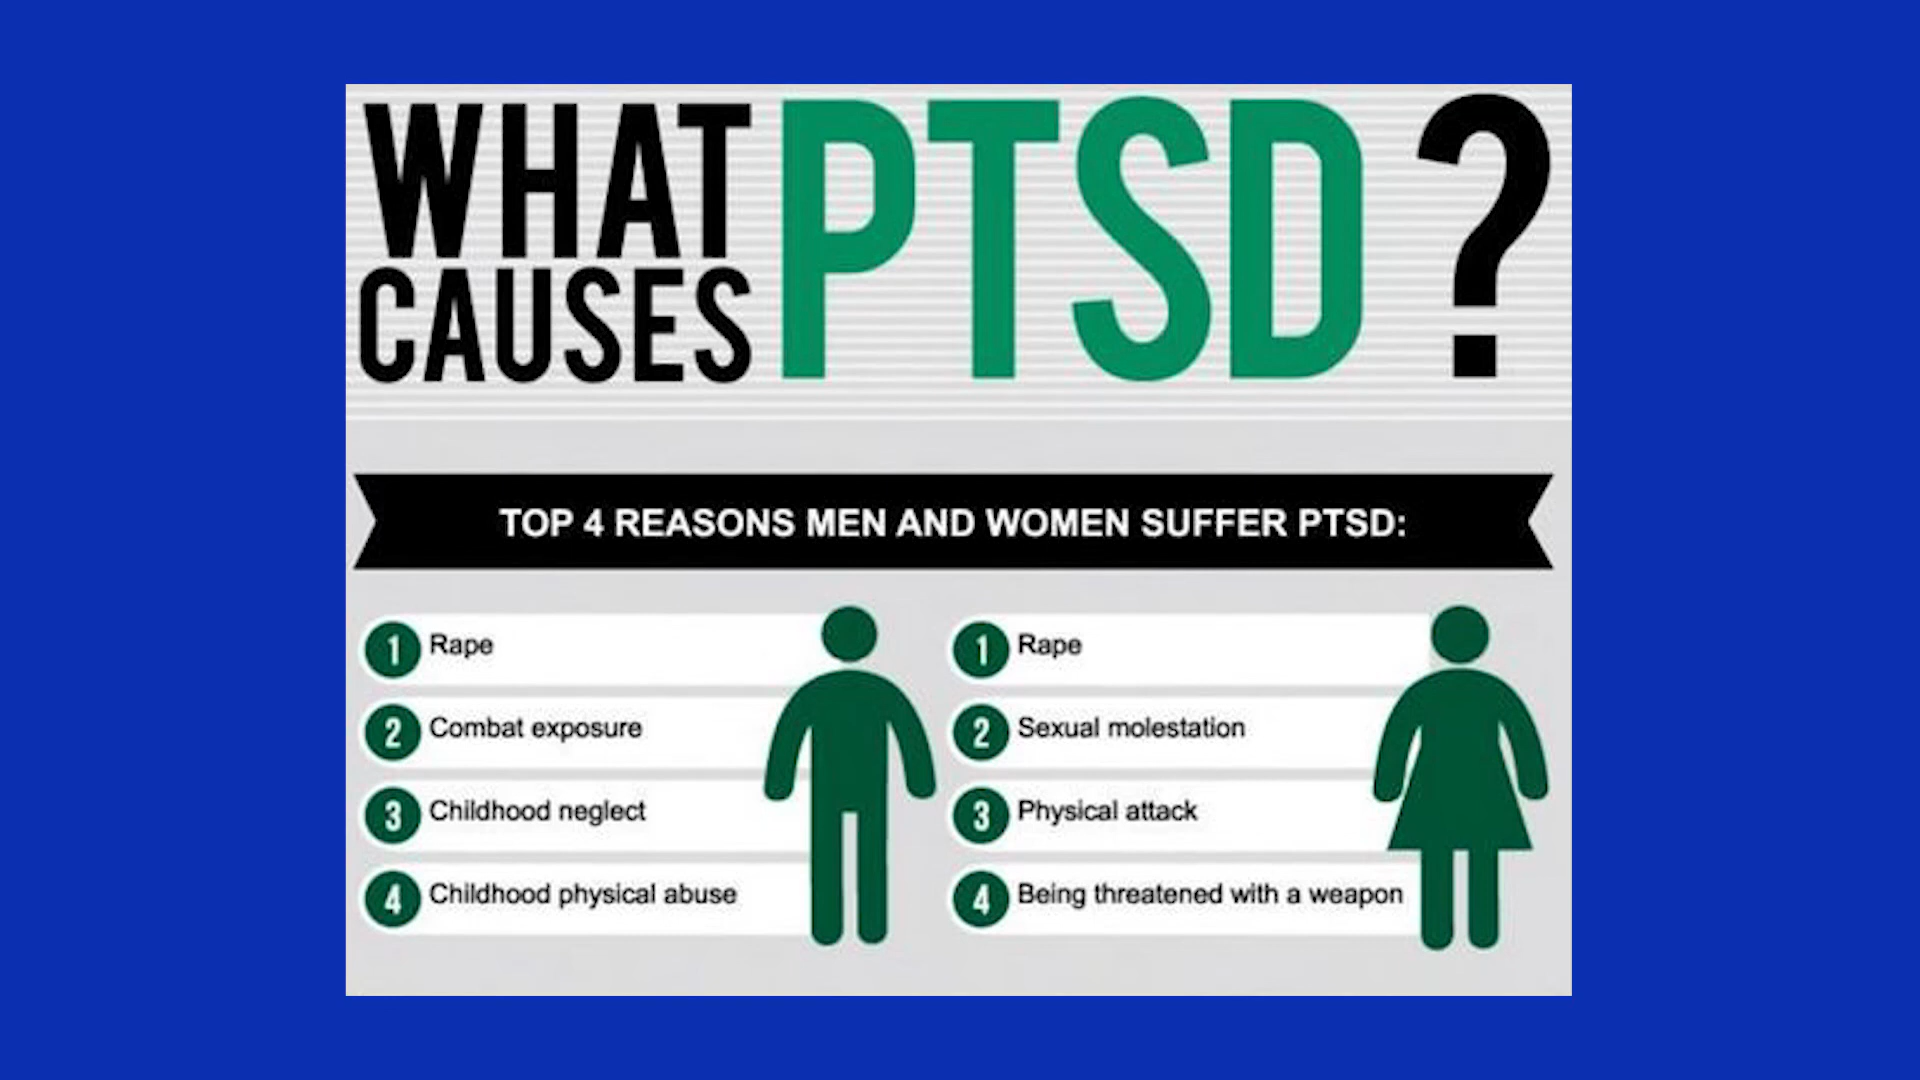 WHAT
CAUSES
PTSD?
TOP 4 REASONS MEN AND WOMEN SUFFER PTSD:
1 Rape
2 Combat exposure
3 Childhood neglect
4 Childhood physical abuse
1 Rape
2 Sexual molestation
3 Physical attack
4 Being threatened with a weapon